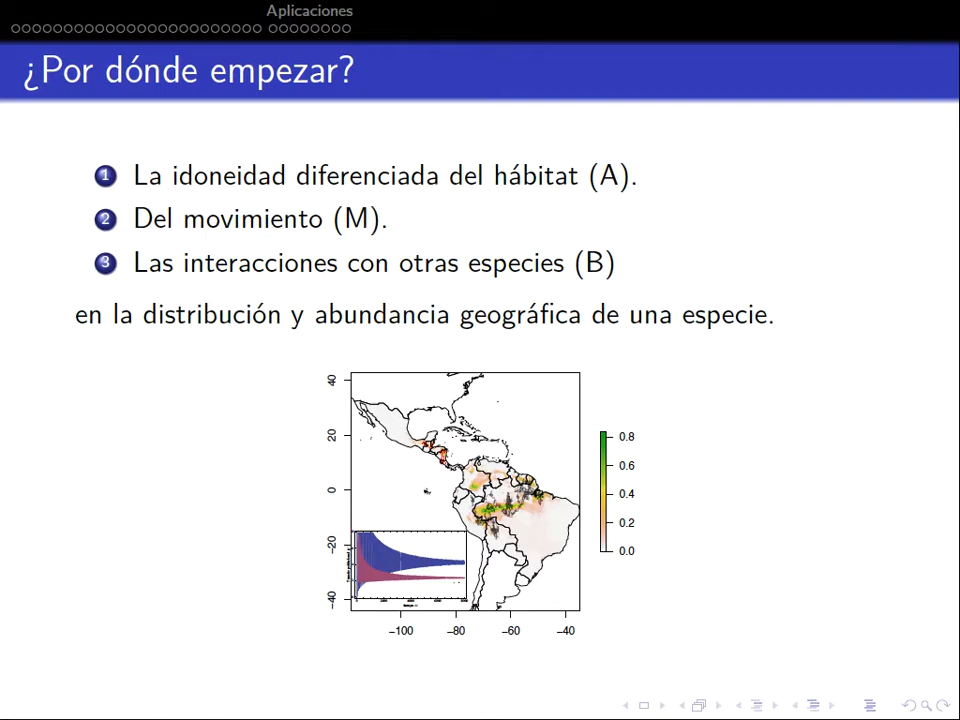 Aplicaciones
¿Por dónde empezar?
1 La idoneidad diferenciada del hábitat (A).
2 Del movimiento (M).
3 Las interacciones con otras especies (B)
en la distribución y abundancia geográfica de una especie.
40
20
0
−20
−40
−100 −80 −60 −40
0.8
0.6
0.4
0.2
0.0